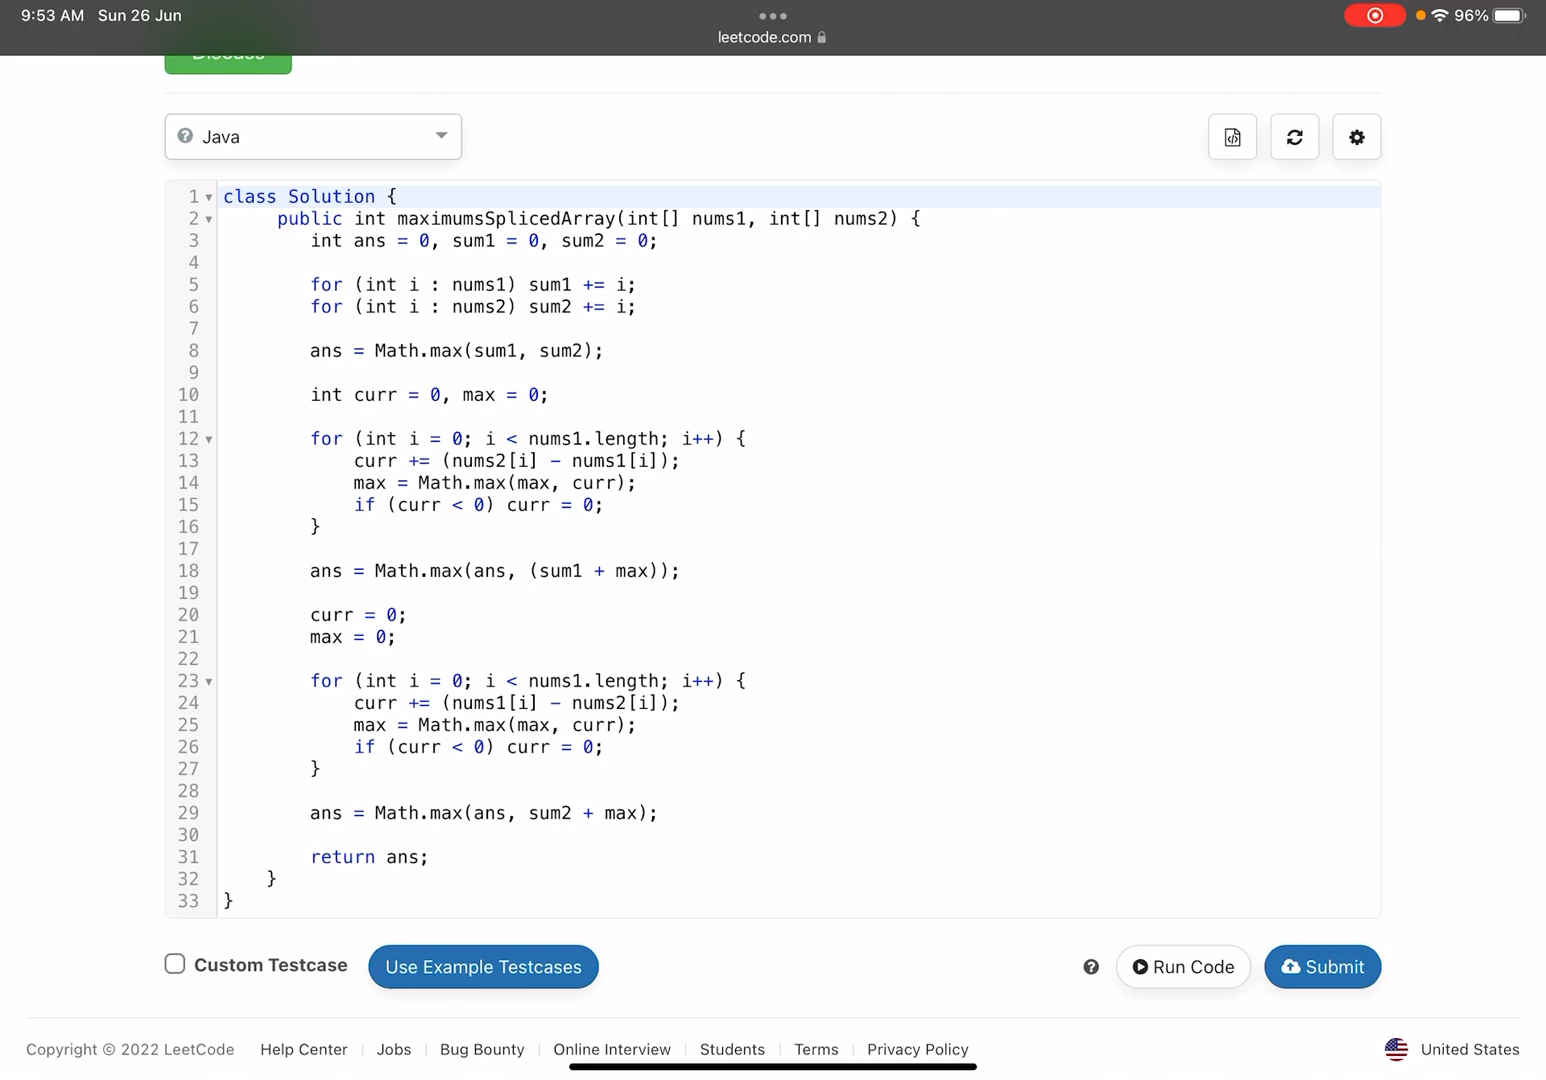 9:53 AM Sun 26 Jun
leetcode.com
96%
Discuss
Java
1 class Solution {
2 public int maximumsSplicedArray(int[] nums1, int[] nums2) {
3 int ans = 0, sum1 = 0, sum2 = 0;
4
5 for (int i : nums1) sum1 += i;
6 for (int i : nums2) sum2 += i;
7
8 ans = Math.max(sum1, sum2);
9
10 int curr = 0, max = 0;
11
12 for (int i = 0; i < nums1.length; i++) {
13 curr += (nums2[i] - nums1[i]);
14 max = Math.max(max, curr);
15 if (curr < 0) curr = 0;
16 }
17
18 ans = Math.max(ans, (sum1 + max));
19
20 curr = 0;
21 max = 0;
22
23 for (int i = 0; i < nums1.length; i++) {
24 curr += (nums1[i] - nums2[i]);
25 max = Math.max(max, curr);
26 if (curr < 0) curr = 0;
27 }
28
29 ans = Math.max(ans, sum2 + max);
30
31 return ans;
32 }
33 }
Custom Testcase Use Example Testcases Run Code Submit
Copyright © 2022 LeetCode Help Center Jobs Bug Bounty Online Interview Students Terms Privacy Policy United States